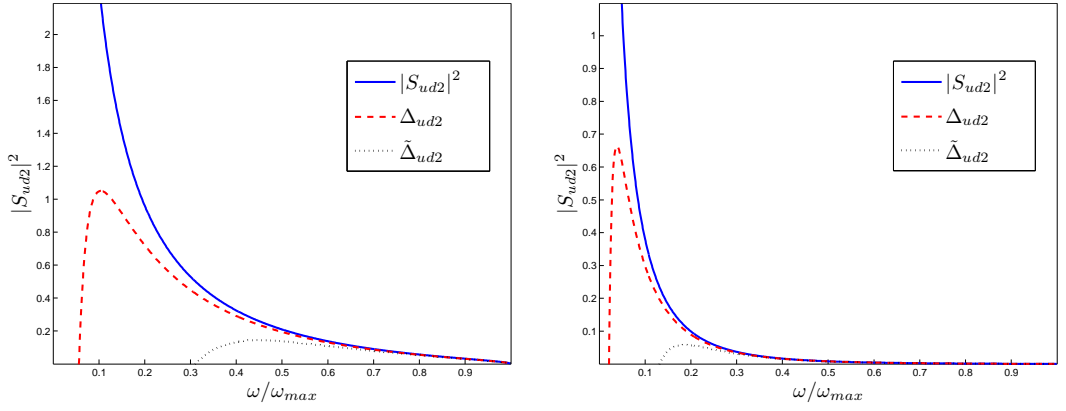 2
1.8
1.6
1.4
1.2
1
0.8
0.6
0.4
0.2
0.1 0.2 0.3 0.4 0.5 0.6 0.7 0.8 0.9
|S_{ud2}|^2
ω/ω_{max}
|S_{ud2}|^2
Δ_{ud2}
\tilde{Δ}_{ud2}
1
0.9
0.8
0.7
0.6
0.5
0.4
0.3
0.2
0.1
0.1 0.2 0.3 0.4 0.5 0.6 0.7 0.8 0.9
|S_{ud2}|^2
ω/ω_{max}
|S_{ud2}|^2
Δ_{ud2}
\tilde{Δ}_{ud2}